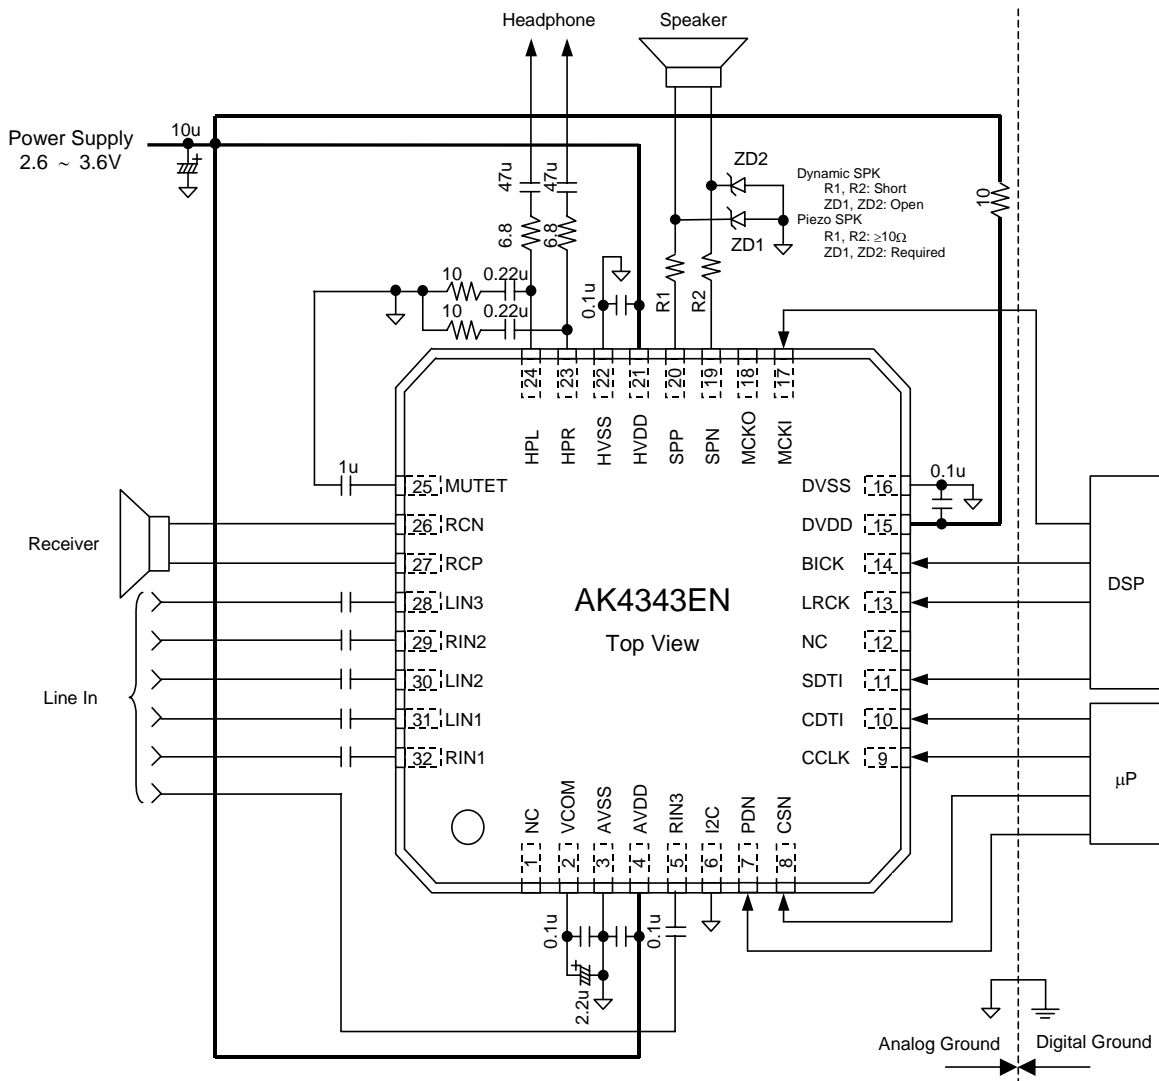 Headphone
Speaker
Power Supply
2.6 ~ 3.6V
10u
47u
47u
6.8
6.8
ZD2
ZD1
Dynamic SPK
R1, R2: Short
ZD1, ZD2: Open
Piezo SPK
R1, R2: ≥10Ω
ZD1, ZD2: Required
10
10
0.22u
10
0.22u
0.1u
R1
R2
24
23
22
21
20
19
18
17
HPL
HPR
HVSS
HVDD
SPP
SPN
MCKO
MCKI
1u
25 MUTET
26 RCN
27 RCP
28 LIN3
29 RIN2
30 LIN2
31 LIN1
32 RIN1
Receiver
Line In
AK4343EN
Top View
0.1u
DVSS 16
DVDD 15
BICK 14
LRCK 13
NC 12
SDTI 11
CDTI 10
CCLK 9
DSP
μP
NC
VCOM
AVSS
AVDD
RIN3
I2C
PDN
CSN
1
2
3
4
5
6
7
8
0.1u
0.1u
2.2u
Analog Ground
Digital Ground